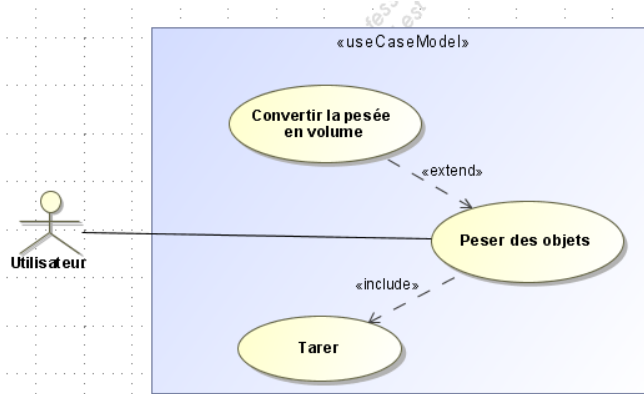 «useCaseModel»
Convertir la pesée
en volume
«extend»
Peser des objets
Utilisateur
«include»
Tarer